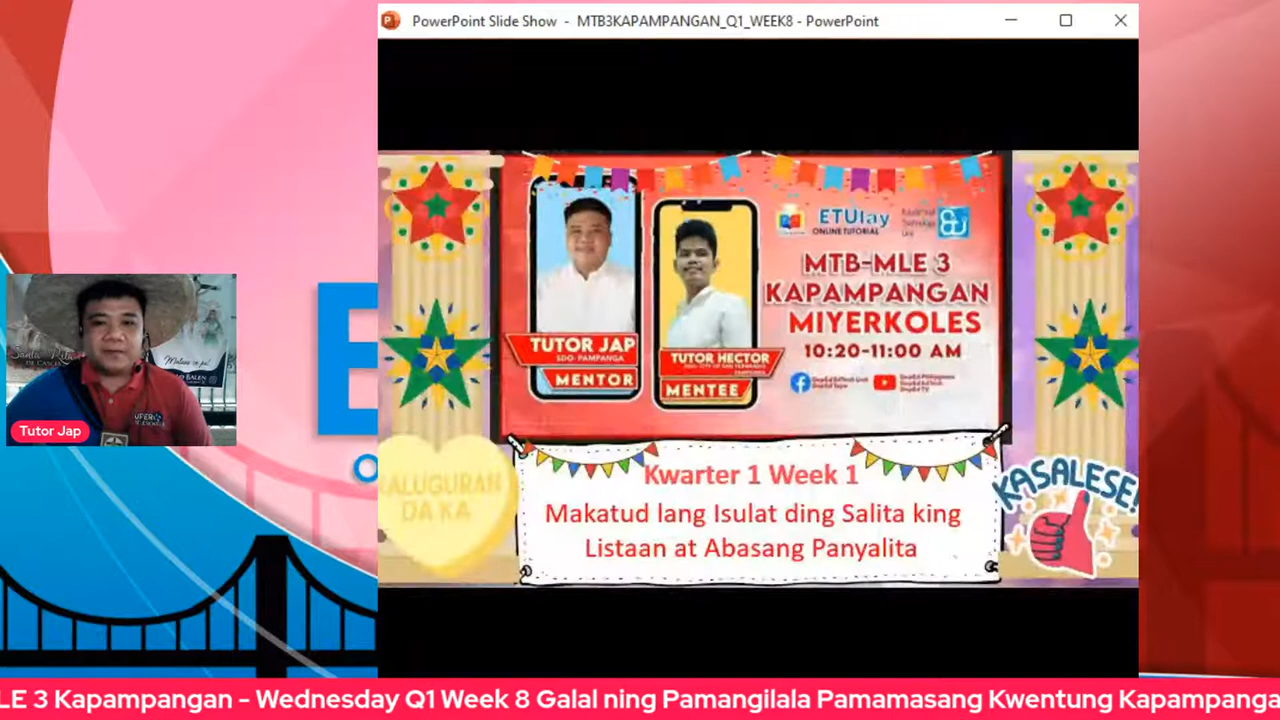 PowerPoint Slide Show - MTB3KAPAMPANGAN_Q1_WEEK8 - PowerPoint
ETUlay
ONLINE TUTORIAL
MTB-MLE 3
KAPAMPANGAN
MIYERKOLES
10:20-11:00 AM
TUTOR JAP
SDO- PAMPANGA
MENTOR
TUTOR HECTOR
MENTEE
Kwarter 1 Week 1
Makatud lang Isulat ding Salita king
Listaan at Abasang Panyalita
KALUGURAN
DA KA
KASALESE!
Tutor Jap
LE 3 Kapampangan - Wednesday Q1 Week 8 Galal ning Pamangilala Pamamasang Kwentung Kapampanga